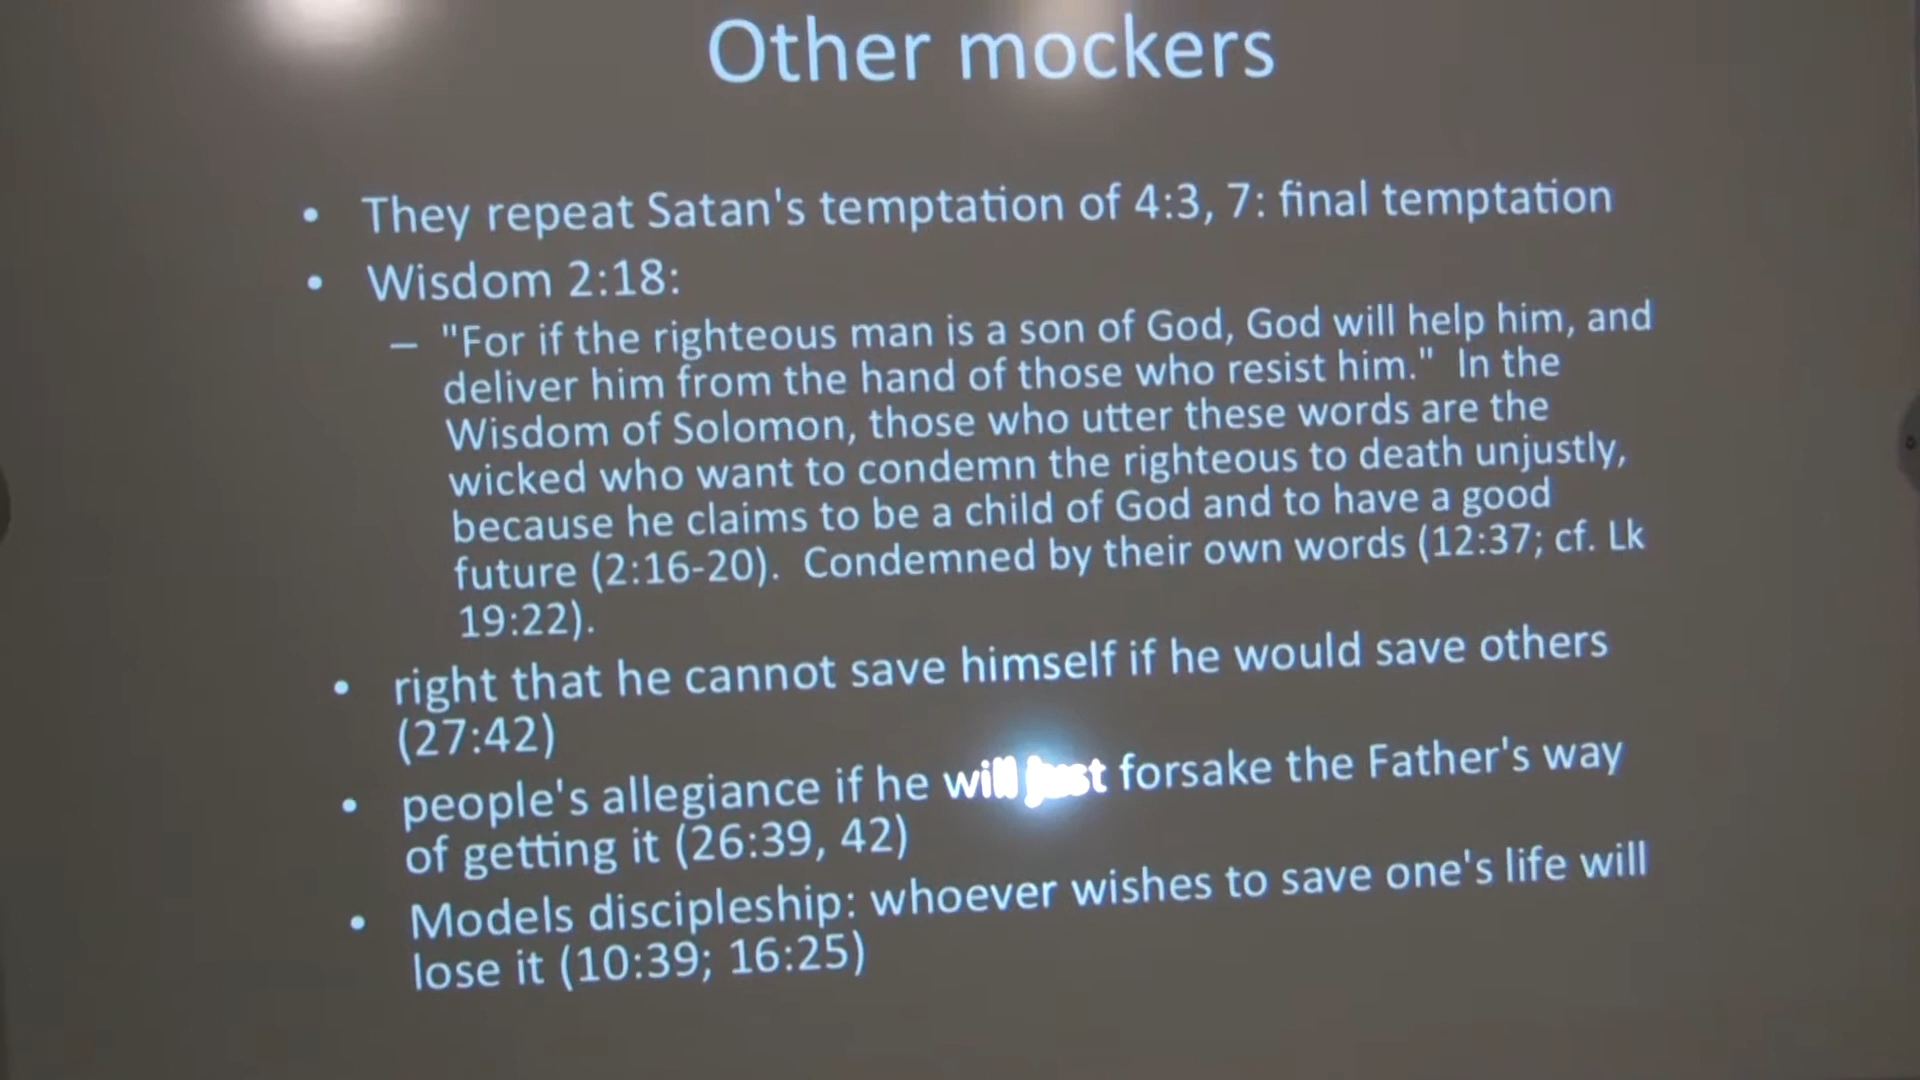 Other mockers
• They repeat Satan's temptation of 4:3, 7: final temptation
• Wisdom 2:18:
– "For if the righteous man is a son of God, God will help him, and
deliver him from the hand of those who resist him." In the
Wisdom of Solomon, those who utter these words are the
wicked who want to condemn the righteous to death unjustly,
because he claims to be a child of God and to have a good
future (2:16-20). Condemned by their own words (12:37; cf. Lk
19:22).
• right that he cannot save himself if he would save others
(27:42)
• people's allegiance if he will just forsake the Father's way
of getting it (26:39, 42)
• Models discipleship: whoever wishes to save one's life will
lose it (10:39; 16:25)